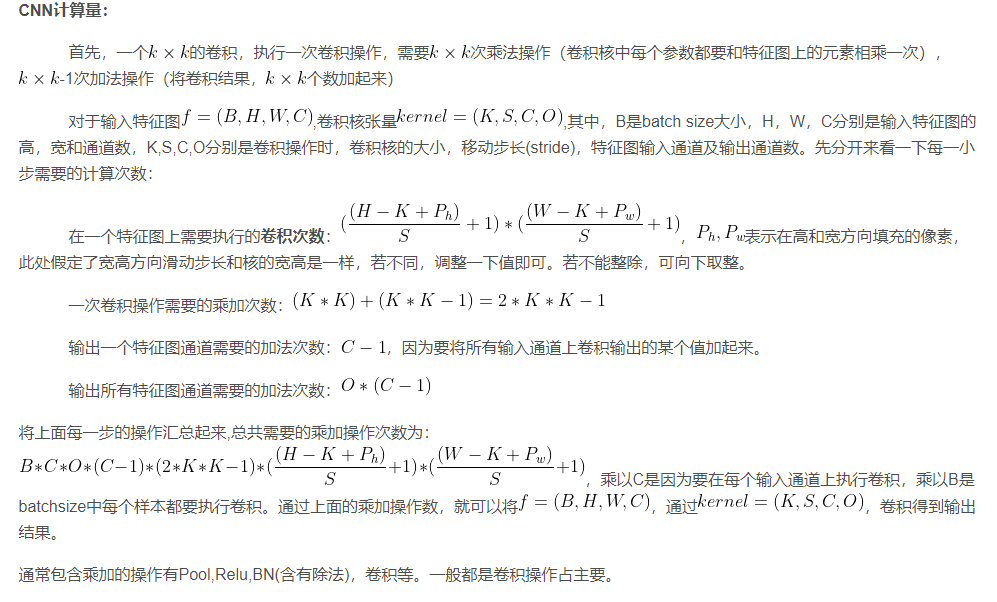 CNN计算量：
首先，一个k × k的卷积，执行一次卷积操作，需要k × k次乘法操作（卷积核中每个参数都要和特征图上的元素相乘一次），
k × k-1次加法操作（将卷积结果，k × k个数加起来）
对于输入特征图f = (B, H, W, C),卷积核张量kernel = (K, S, C, O),其中，B是batch size大小，H，W，C分别是输入特征图的
高，宽和通道数，K,S,C,O分别是卷积操作时，卷积核的大小，移动步长(stride)，特征图输入通道及输出通道数。先分开来看一下每一小
步需要的计算次数：
在一个特征图上需要执行的卷积次数：(\frac{(H − K + P_h)}{S} + 1) ∗ (\frac{(W − K + P_w)}{S} + 1)，P_h, P_w表示在高和宽方向填充的像素，
此处假定了宽高方向滑动步长和核的宽高是一样，若不同，调整一下值即可。若不能整除，可向下取整。
一次卷积操作需要的乘加次数：(K ∗ K) + (K ∗ K − 1) = 2 ∗ K ∗ K − 1
输出一个特征图通道需要的加法次数：C − 1，因为要将所有输入通道上卷积输出的某个值加起来。
输出所有特征图通道需要的加法次数：O ∗ (C − 1)
将上面每一步的操作汇总起来,总共需要的乘加操作次数为：
B∗C∗O∗(C−1)∗(2∗K∗K−1)∗(\frac{(H − K + P_h)}{S}+1)∗(\frac{(W − K + P_w)}{S}+1)，乘以C是因为要在每个输入通道上执行卷积，乘以B是
batchsize中每个样本都要执行卷积。通过上面的乘加操作数，就可以将f = (B, H, W, C)，通过kernel = (K, S, C, O)，卷积得到输出
结果。
通常包含乘加的操作有Pool,Relu,BN(含有除法)，卷积等。一般都是卷积操作占主要。